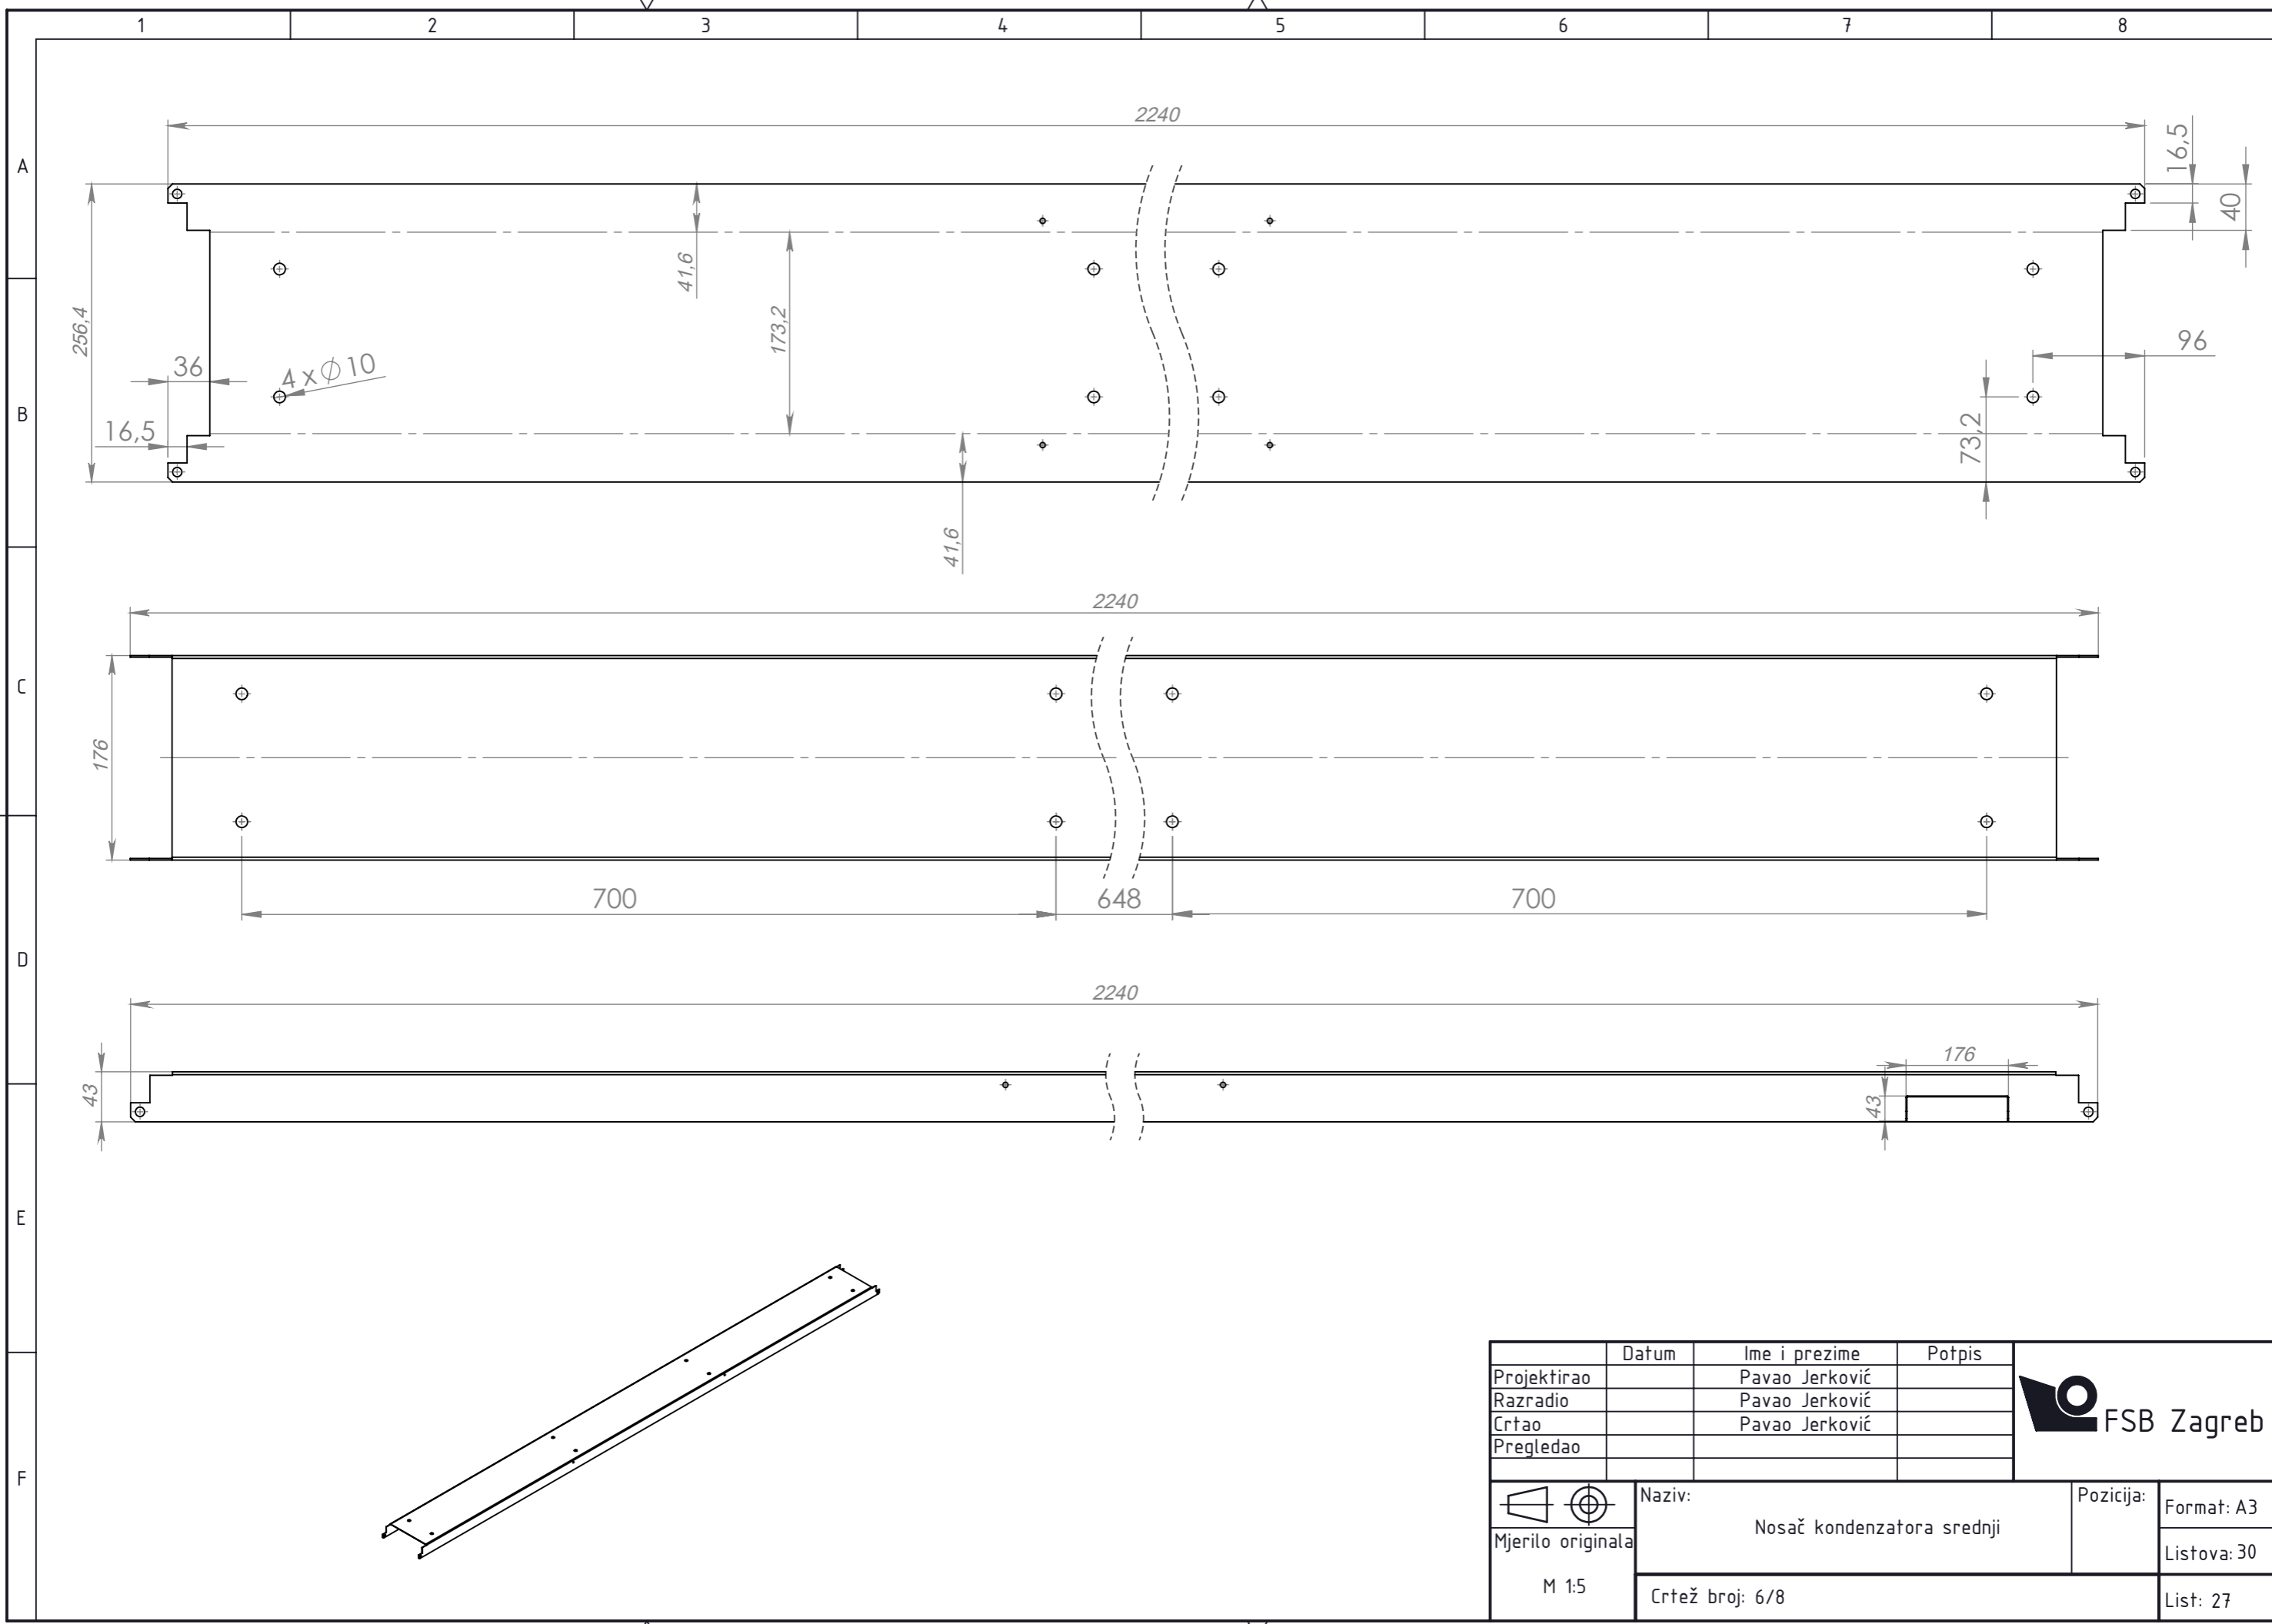 1 2 3 4 5 6 7 8
A
B
C
D
E
F
2240
16,5
40
41,6
256,4
173,2
36
4 x ∅ 10
96
16,5
73,2
41,6
2240
176
700
648
700
2240
43
176
43
Datum Ime i prezime Potpis
Projektirao Pavao Jerković
Razradio Pavao Jerković
Crtao Pavao Jerković
Pregledao
FSB Zagreb
Naziv:
Nosač kondenzatora srednji
Pozicija:
Format: A3
Mjerilo originala
M 1:5
Listova: 30
Crtež broj: 6/8
List: 27